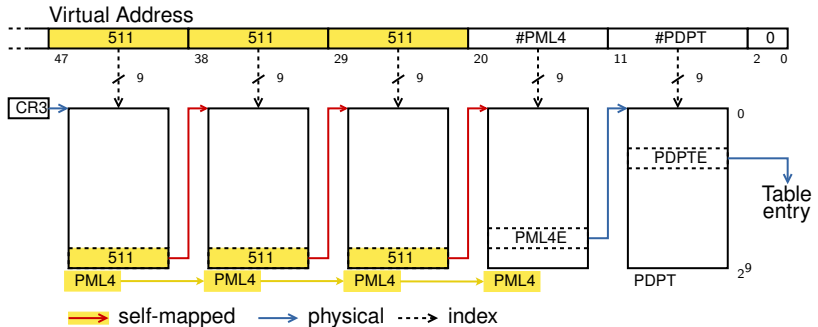 Virtual Address
511 511 511 #PML4 #PDPT 0
47 38 29 20 11 2 0
9 9 9 9 9
CR3
0
PDPTE
Table
entry
PML4E
511 511 511
PML4 PML4 PML4 PML4 PDPT 2⁹
self-mapped physical index